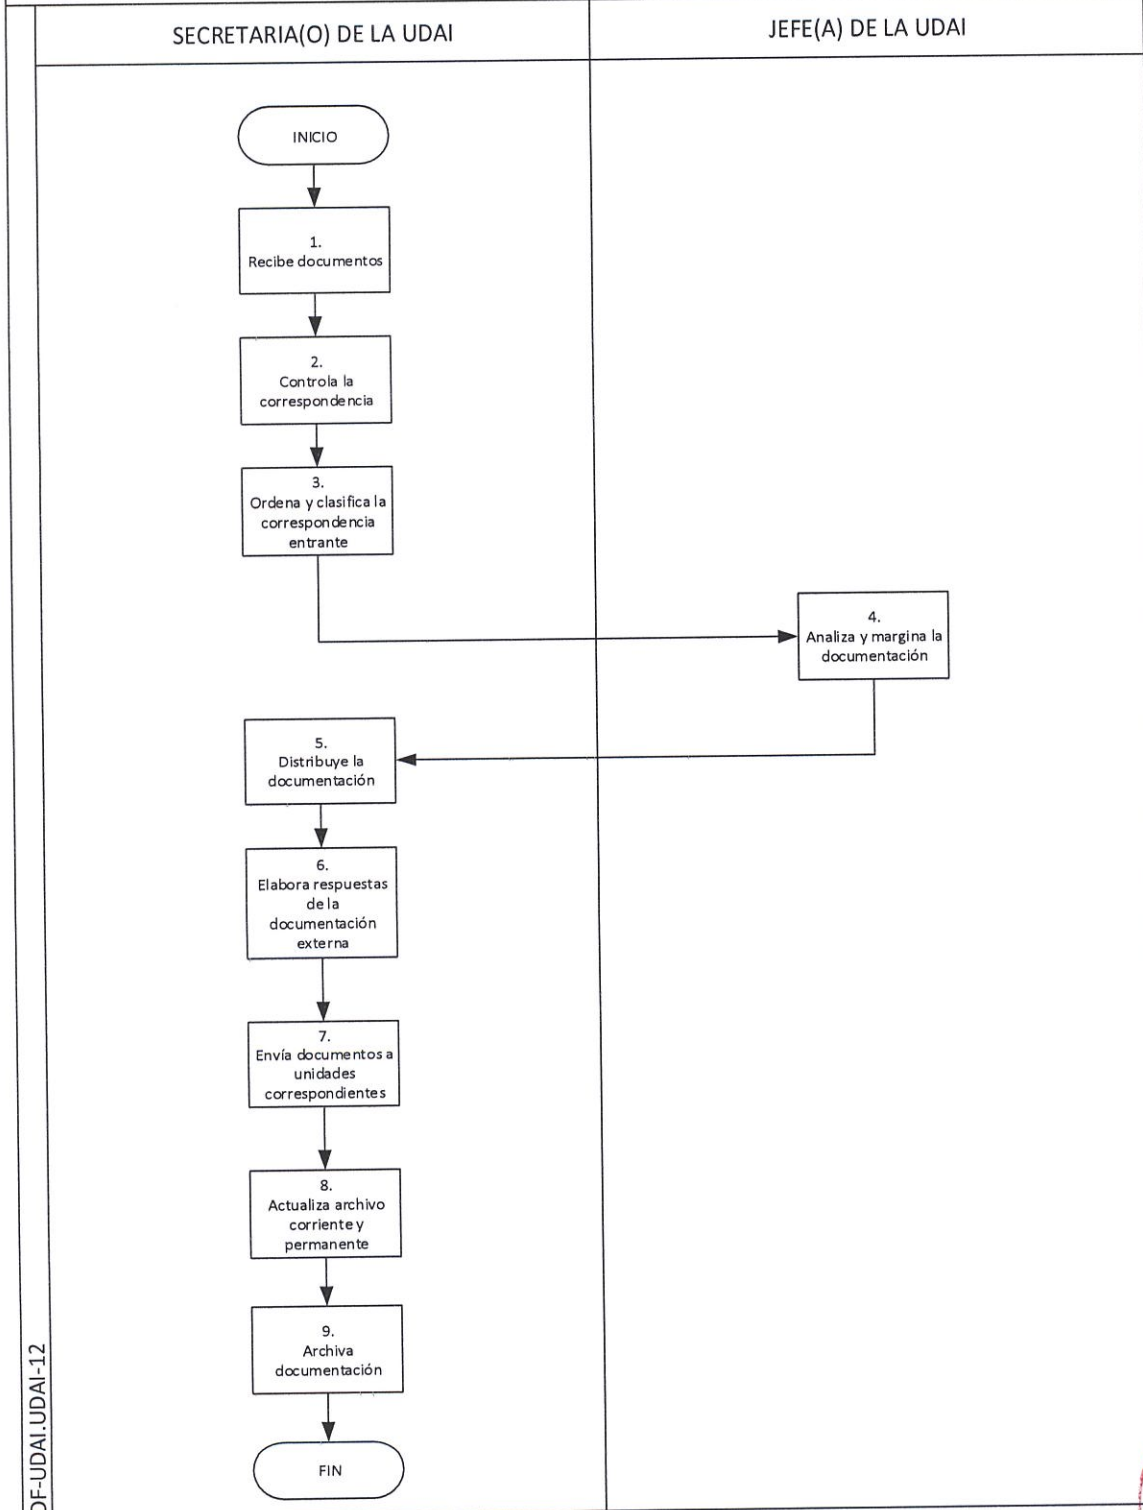 SECRETARIA(O) DE LA UDAI
JEFE(A) DE LA UDAI
INICIO
1.
Recibe documentos
2.
Controla la
correspondencia
3.
Ordena y clasifica la
correspondencia
entrante
4.
Analiza y margina la
documentación
5.
Distribuye la
documentación
6.
Elabora respuestas
de la
documentación
externa
7.
Envía documentos a
unidades
correspondientes
8.
Actualiza archivo
corriente y
permanente
9.
Archiva
documentación
FIN
DF-UDAI.UDAI-12